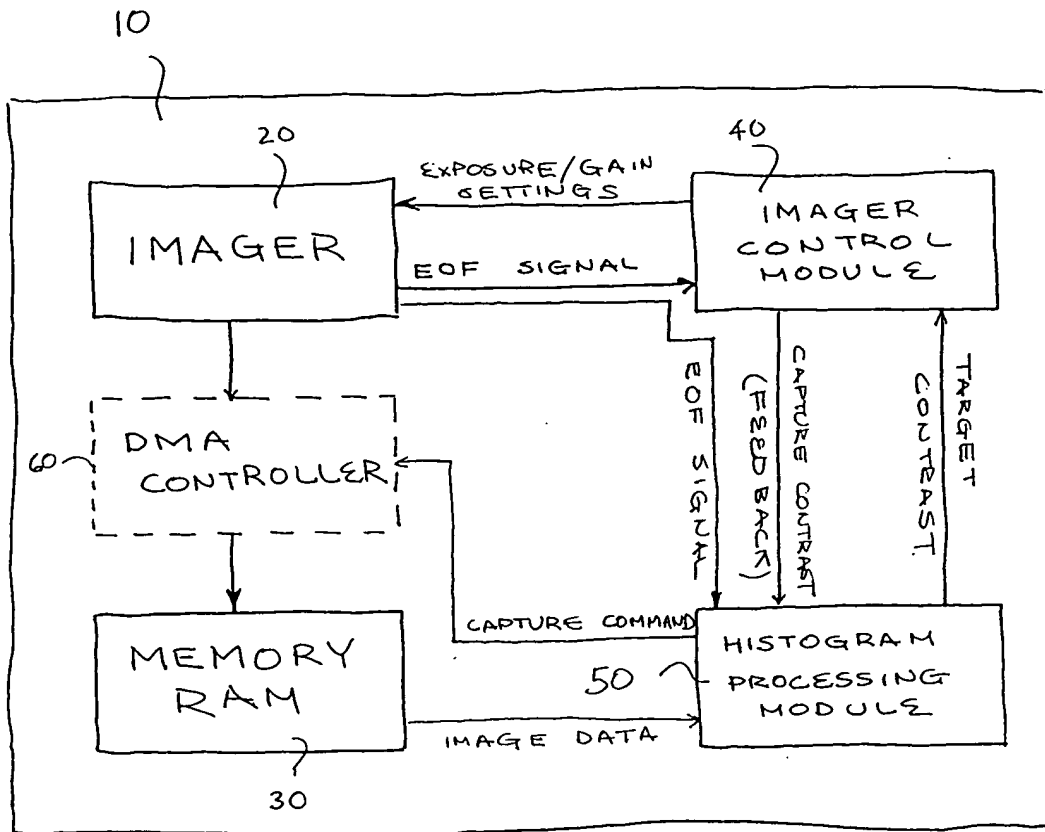 10
20
40
EXPOSURE/GAIN
SETTINGS
IMAGER
IMAGER
CONTROL
MODULE
EOF SIGNAL
EOF SIGNAL
CAPTURE CONTRAST
(FEEDBACK)
TARGET
CONTRAST
60
DMA
CONTROLLER
CAPTURE COMMAND
MEMORY
RAM
HISTOGRAM
PROCESSING
MODULE
50
IMAGE DATA
30